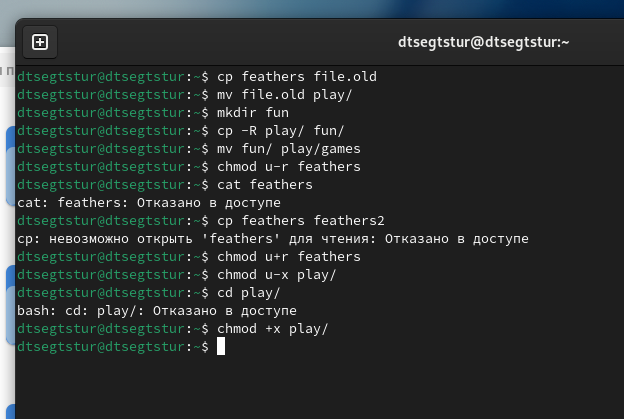 п
dtsegtstur@dtsegtstur:~
dtsegtstur@dtsegtstur:~$ cp feathers file.old
dtsegtstur@dtsegtstur:~$ mv file.old play/
dtsegtstur@dtsegtstur:~$ mkdir fun
dtsegtstur@dtsegtstur:~$ cp -R play/ fun/
dtsegtstur@dtsegtstur:~$ mv fun/ play/games
dtsegtstur@dtsegtstur:~$ chmod u-r feathers
dtsegtstur@dtsegtstur:~$ cat feathers
cat: feathers: Отказано в доступе
dtsegtstur@dtsegtstur:~$ cp feathers feathers2
cp: невозможно открыть 'feathers' для чтения: Отказано в доступе
dtsegtstur@dtsegtstur:~$ chmod u+r feathers
dtsegtstur@dtsegtstur:~$ chmod u-x play/
dtsegtstur@dtsegtstur:~$ cd play/
bash: cd: play/: Отказано в доступе
dtsegtstur@dtsegtstur:~$ chmod +x play/
dtsegtstur@dtsegtstur:~$